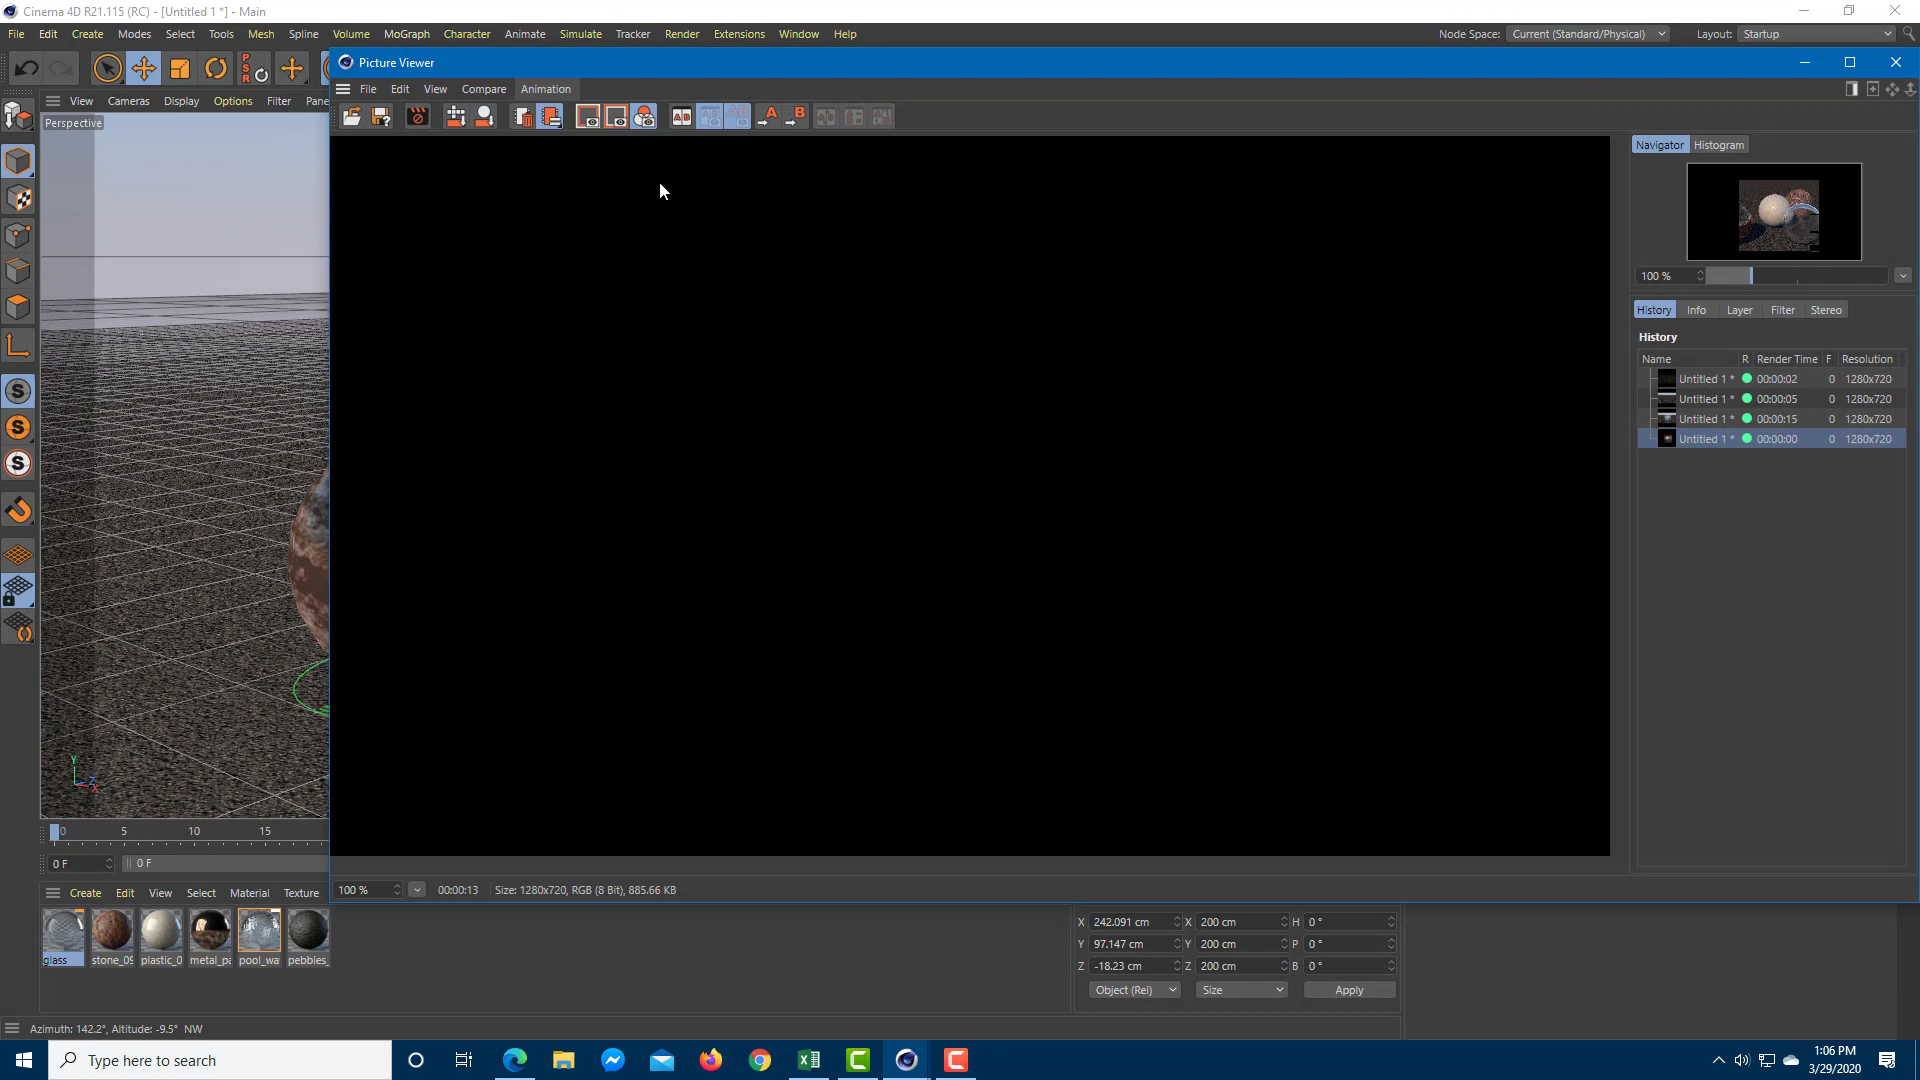 Cinema 4D R21.115 (RC) - [Untitled 1 *] - Main
File Edit Create Modes Select Tools Mesh Spline Volume MoGraph Character Animate Simulate Tracker Render Extensions Window Help Node Space: Current (Standard/Physical) Layout: Startup
PSR
Picture Viewer
File Edit View Compare Animation
View Cameras Display Options Filter Pane
Perspective
A B
Navigator Histogram
100 %
History Info Layer Filter Stereo
History
Name R Render Time F Resolution
Untitled 1 * 00:00:02 0 1280x720
Untitled 1 * 00:00:05 0 1280x720
Untitled 1 * 00:00:15 0 1280x720
Untitled 1 * 00:00:00 0 1280x720
S
S
S
Y
Z
X
0 5 10 15
0 F 0 F
100 % 00:00:13 Size: 1280x720, RGB (8 Bit), 885.66 KB
Create Edit View Select Material Texture
glass stone_09 plastic_0 metal_pa pool_wa pebbles_
X 242.091 cm X 200 cm H 0 °
Y 97.147 cm Y 200 cm P 0 °
Z -18.23 cm Z 200 cm B 0 °
Object (Rel) Size Apply
Azimuth: 142.2°, Altitude: -9.5° NW
Type here to search
1:06 PM
3/29/2020